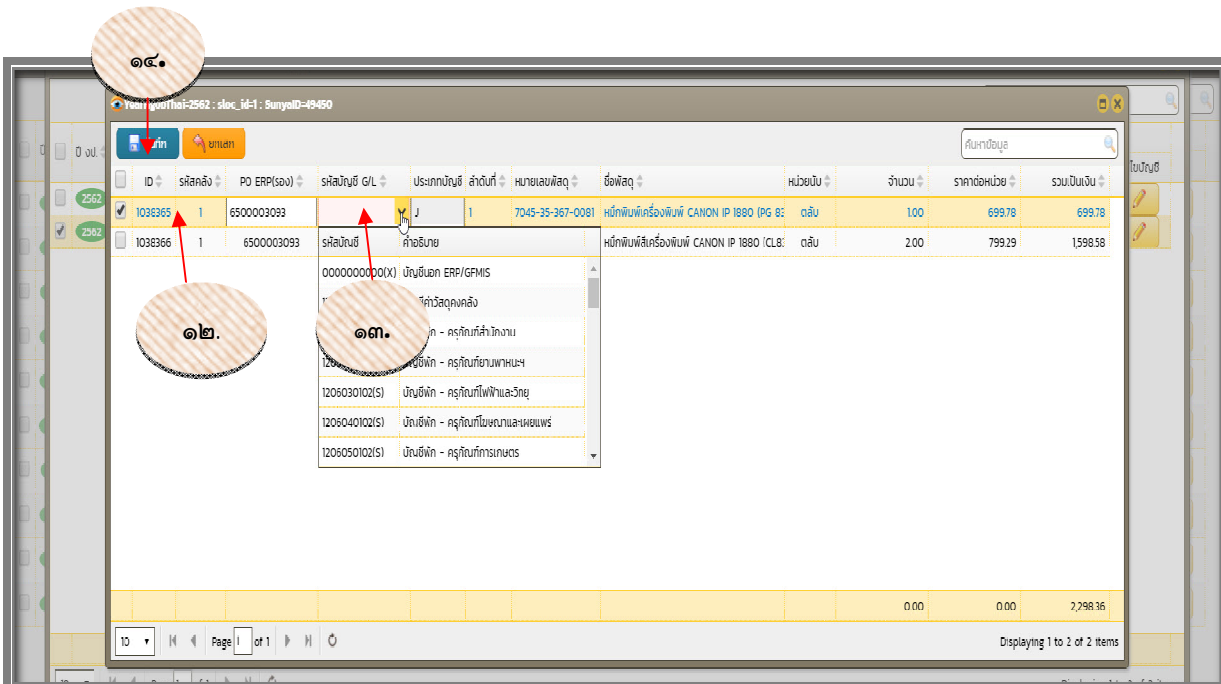 ๑๔.
YearngobThai=2562 : sloc_id=1 : SunyaID=49450
ยกเลิก ค้นหาข้อมูล
ปี งป.
ID รหัสคลัง PO ERP(รอง) รหัสบัญชี G/L ประเภทบัญชี ลำดับที่ หมายเลขพัสดุ ชื่อพัสดุ หน่วยนับ จำนวน ราคาต่อหน่วย รวมเป็นเงิน
2562 1038365 1 6500003093 J 1 7045-35-367-0081 หมึกพิมพ์เครื่องพิมพ์ CANON IP 1880 (PG 83 ตลับ 1.00 699.78 699.78
2562 1038366 1 6500003093 หมึกพิมพ์สีเครื่องพิมพ์ CANON IP 1880 (CL83 ตลับ 2.00 799.29 1,598.58
รหัสบัญชี คำอธิบาย
0000000000(X) บัญชีนอก ERP/GFMIS
ค่าวัสดุคงคลัง
๑๒. ๑๓. - ครุภัณฑ์สำนักงาน
บัญชีพัก - ครุภัณฑ์ยานพาหนะฯ
1206030102(S) บัญชีพัก - ครุภัณฑ์ไฟฟ้าและวิทยุ
1206040102(S) บัญชีพัก - ครุภัณฑ์โฆษณาและเผยแพร่
1206050102(S) บัญชีพัก - ครุภัณฑ์การเกษตร
0.00 0.00 2,298.36
10 Page 1 of 1 Displaying 1 to 2 of 2 items